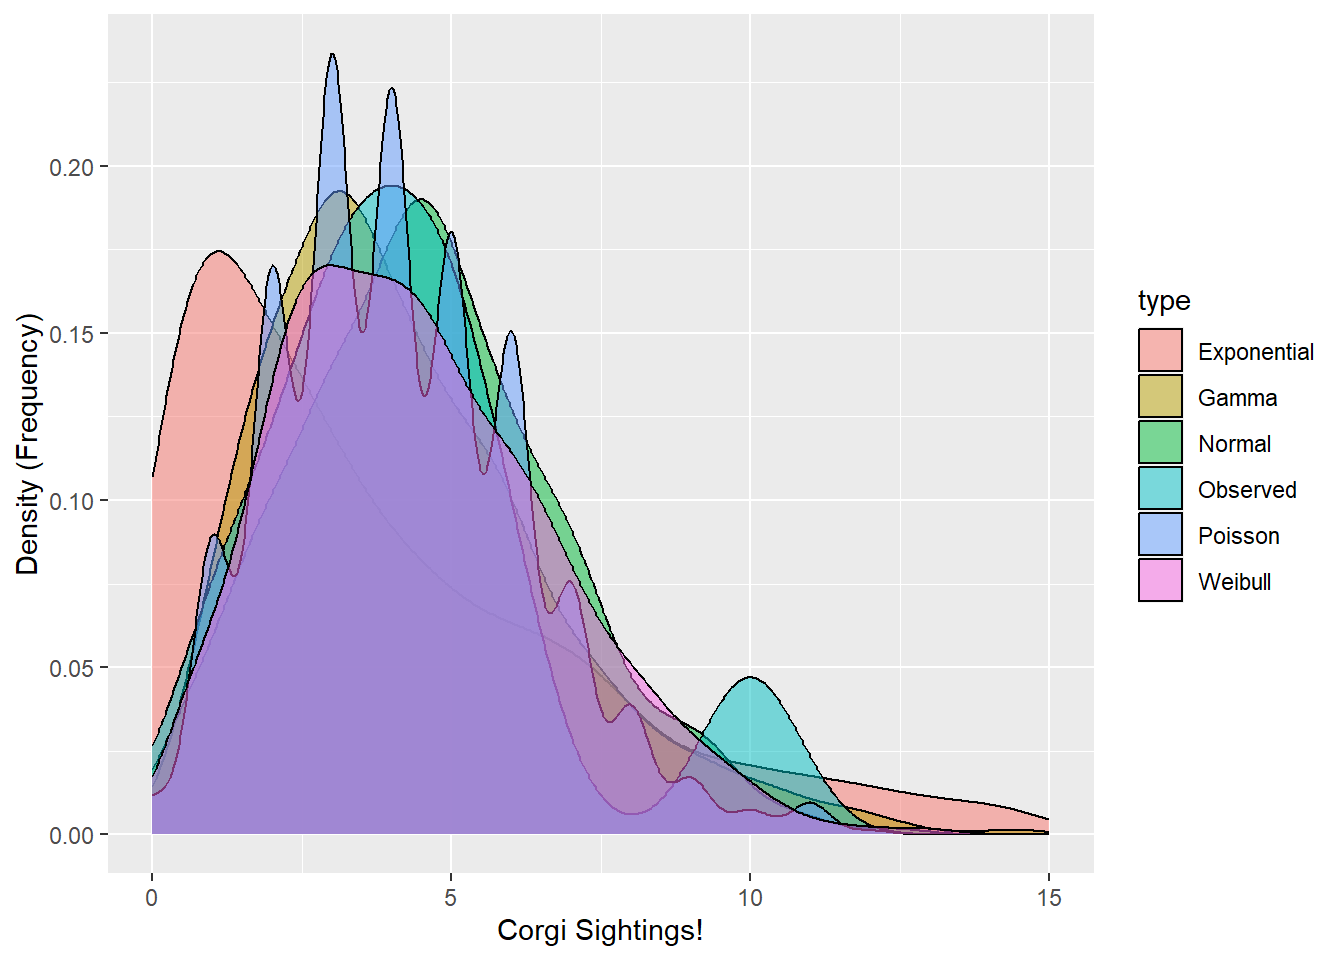 0.20
0.15
0.10
0.05
0.00
Density (Frequency)
0 5 10 15
Corgi Sightings!
type
Exponential
Gamma
Normal
Observed
Poisson
Weibull